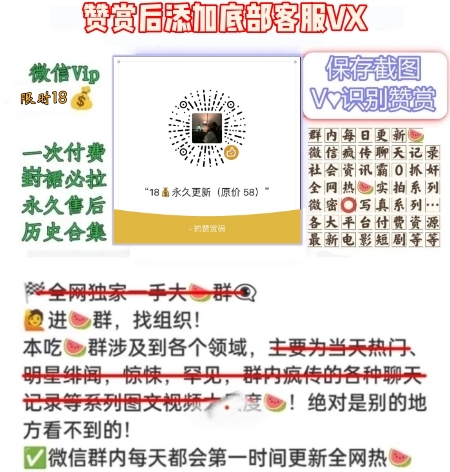 赞赏后添加底部客服VX
微信Vip
限时18💰
一次付费
封裙必拉
永久售后
历史合集
“18💰永久更新（原价 58）”
的赞赏码
保存截图
V♥识别赞赏
群内每日更新🍉
微信疯传聊天记录
社会资讯霸0抓奸
全网热🍉实拍系列
微密⭕写真系列…
各大平台付费资源
最新电影短剧等等
🏁全网独家一手大🍉群👁️‍🗨️
🙋进🍉群，找组织！
本吃🍉群涉及到各个领域，主要为当天热门、
明星绯闻，惊悚，罕见，群内疯传的各种聊天
记录等系列图文视频大 度🍉！绝对是别的地
方看不到的！
✅微信群内每天都会第一时间更新全网热🍉